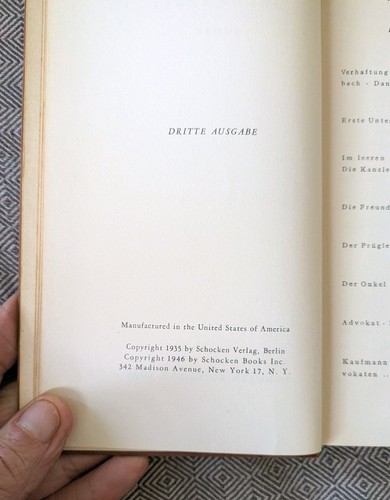 DRITTE AUSGABE
Manufactured in the United States of America
Copyright 1935 by Schocken Verlag, Berlin
Copyright 1946 by Schocken Books Inc.
342 Madison Avenue, New York 17, N. Y.
Verhaftung
bach - Dan
Erste Unter
Im leeren
Die Kanzle
Die Freund
Der Prügle
Der Onkel
Advokat -
Kaufmann
vokaten ..